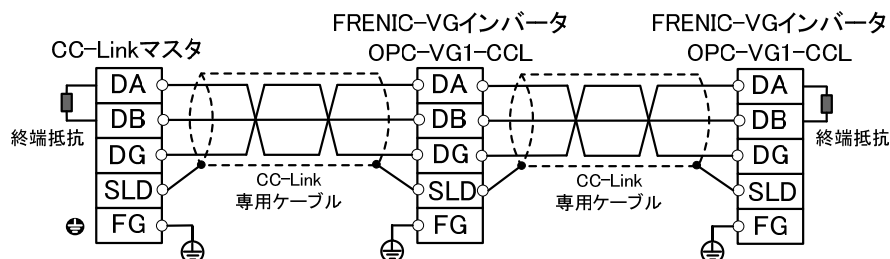 CC-Linkマスタ
FRENIC-VGインバータ
OPC-VG1-CCL
FRENIC-VGインバータ
OPC-VG1-CCL
終端抵抗
DA
DB
DG
SLD
FG
CC-Link
専用ケーブル
DA
DB
DG
SLD
FG
CC-Link
専用ケーブル
DA
DB
DG
SLD
FG
終端抵抗